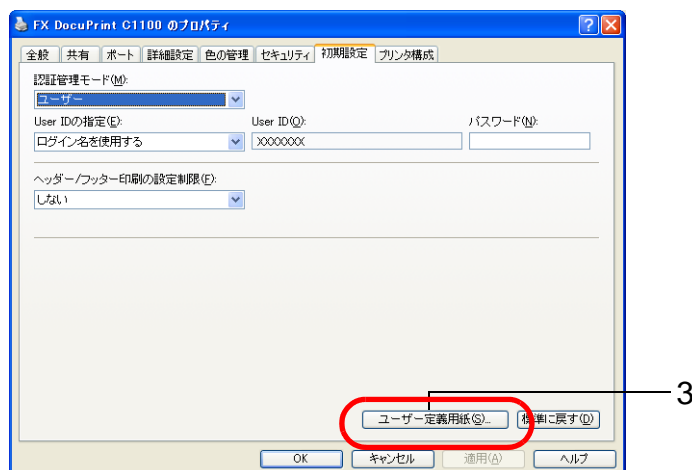 FX DocuPrint C1100 のプロパティ
全般 共有 ポート 詳細設定 色の管理 セキュリティ 初期設定 プリンタ構成
認証管理モード(M):
ユーザー
User IDの指定(E): User ID(O): パスワード(N):
ログイン名を使用する XXXXXXX
ヘッダー/フッター印刷の設定制限(F):
しない
3
ユーザー定義用紙(S)... 標準に戻す(D)
OK キャンセル 適用(A) ヘルプ